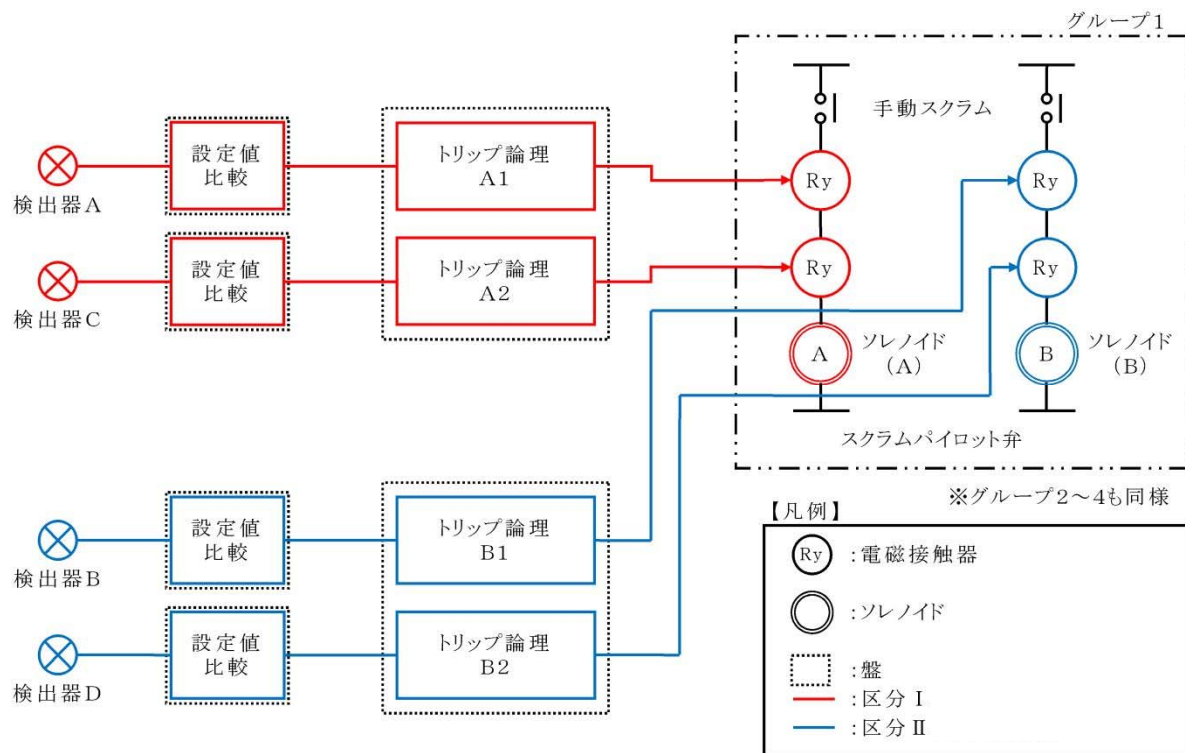 グループ1
手動スクラム
検出器A
設定値
比較
トリップ論理
A1
Ry
Ry
検出器C
設定値
比較
トリップ論理
A2
Ry
Ry
A
ソレノイド
(A)
B
ソレノイド
(B)
スクラムパイロット弁
※グループ2～4も同様
検出器B
設定値
比較
トリップ論理
B1
検出器D
設定値
比較
トリップ論理
B2
【凡例】
Ry
:電磁接触器
:ソレノイド
:盤
:区分Ⅰ
:区分Ⅱ